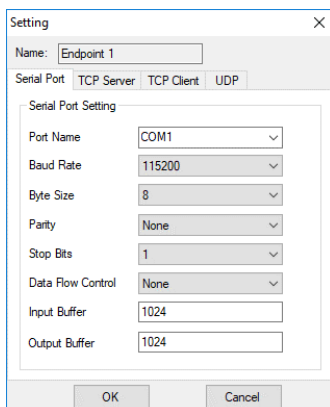 Setting
Name: Endpoint 1
Serial Port TCP Server TCP Client UDP
Serial Port Setting
Port Name COM1
Baud Rate 115200
Byte Size 8
Parity None
Stop Bits 1
Data Flow Control None
Input Buffer 1024
Output Buffer 1024
OK Cancel